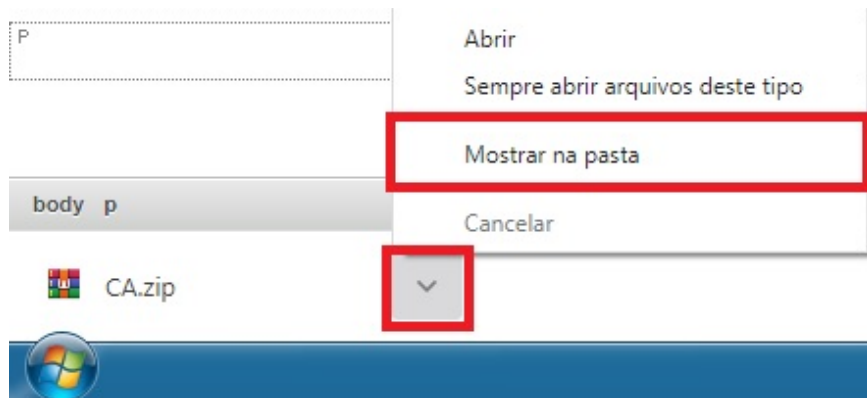 P
Abrir
Sempre abrir arquivos deste tipo
Mostrar na pasta
body p
Cancelar
CA.zip